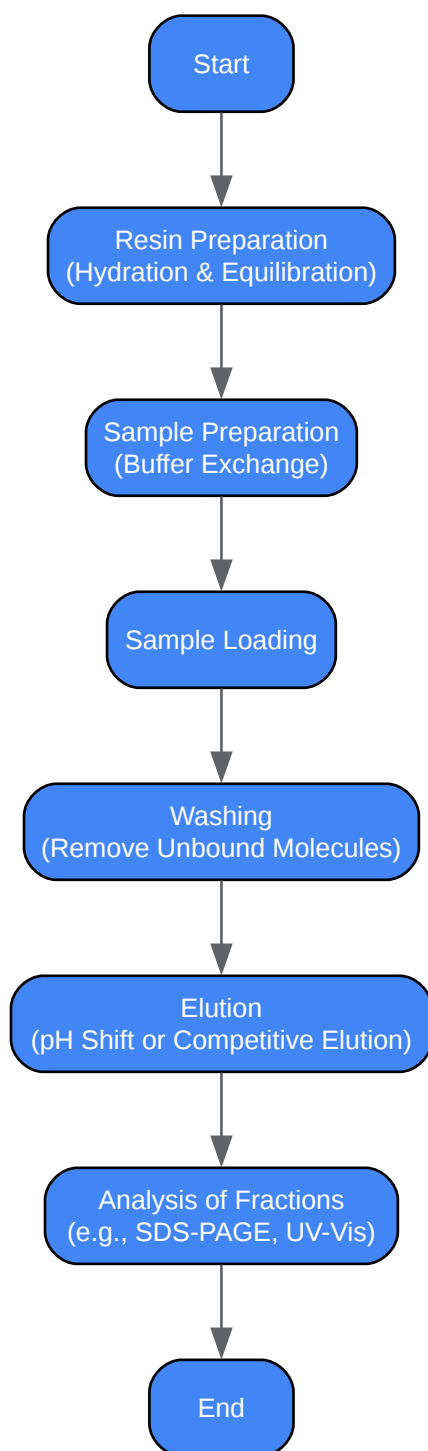 Start
Resin Preparation
(Hydration & Equilibration)
Sample Preparation
(Buffer Exchange)
Sample Loading
Washing
(Remove Unbound Molecules)
Elution
(pH Shift or Competitive Elution)
Analysis of Fractions
(e.g., SDS-PAGE, UV-Vis)
End